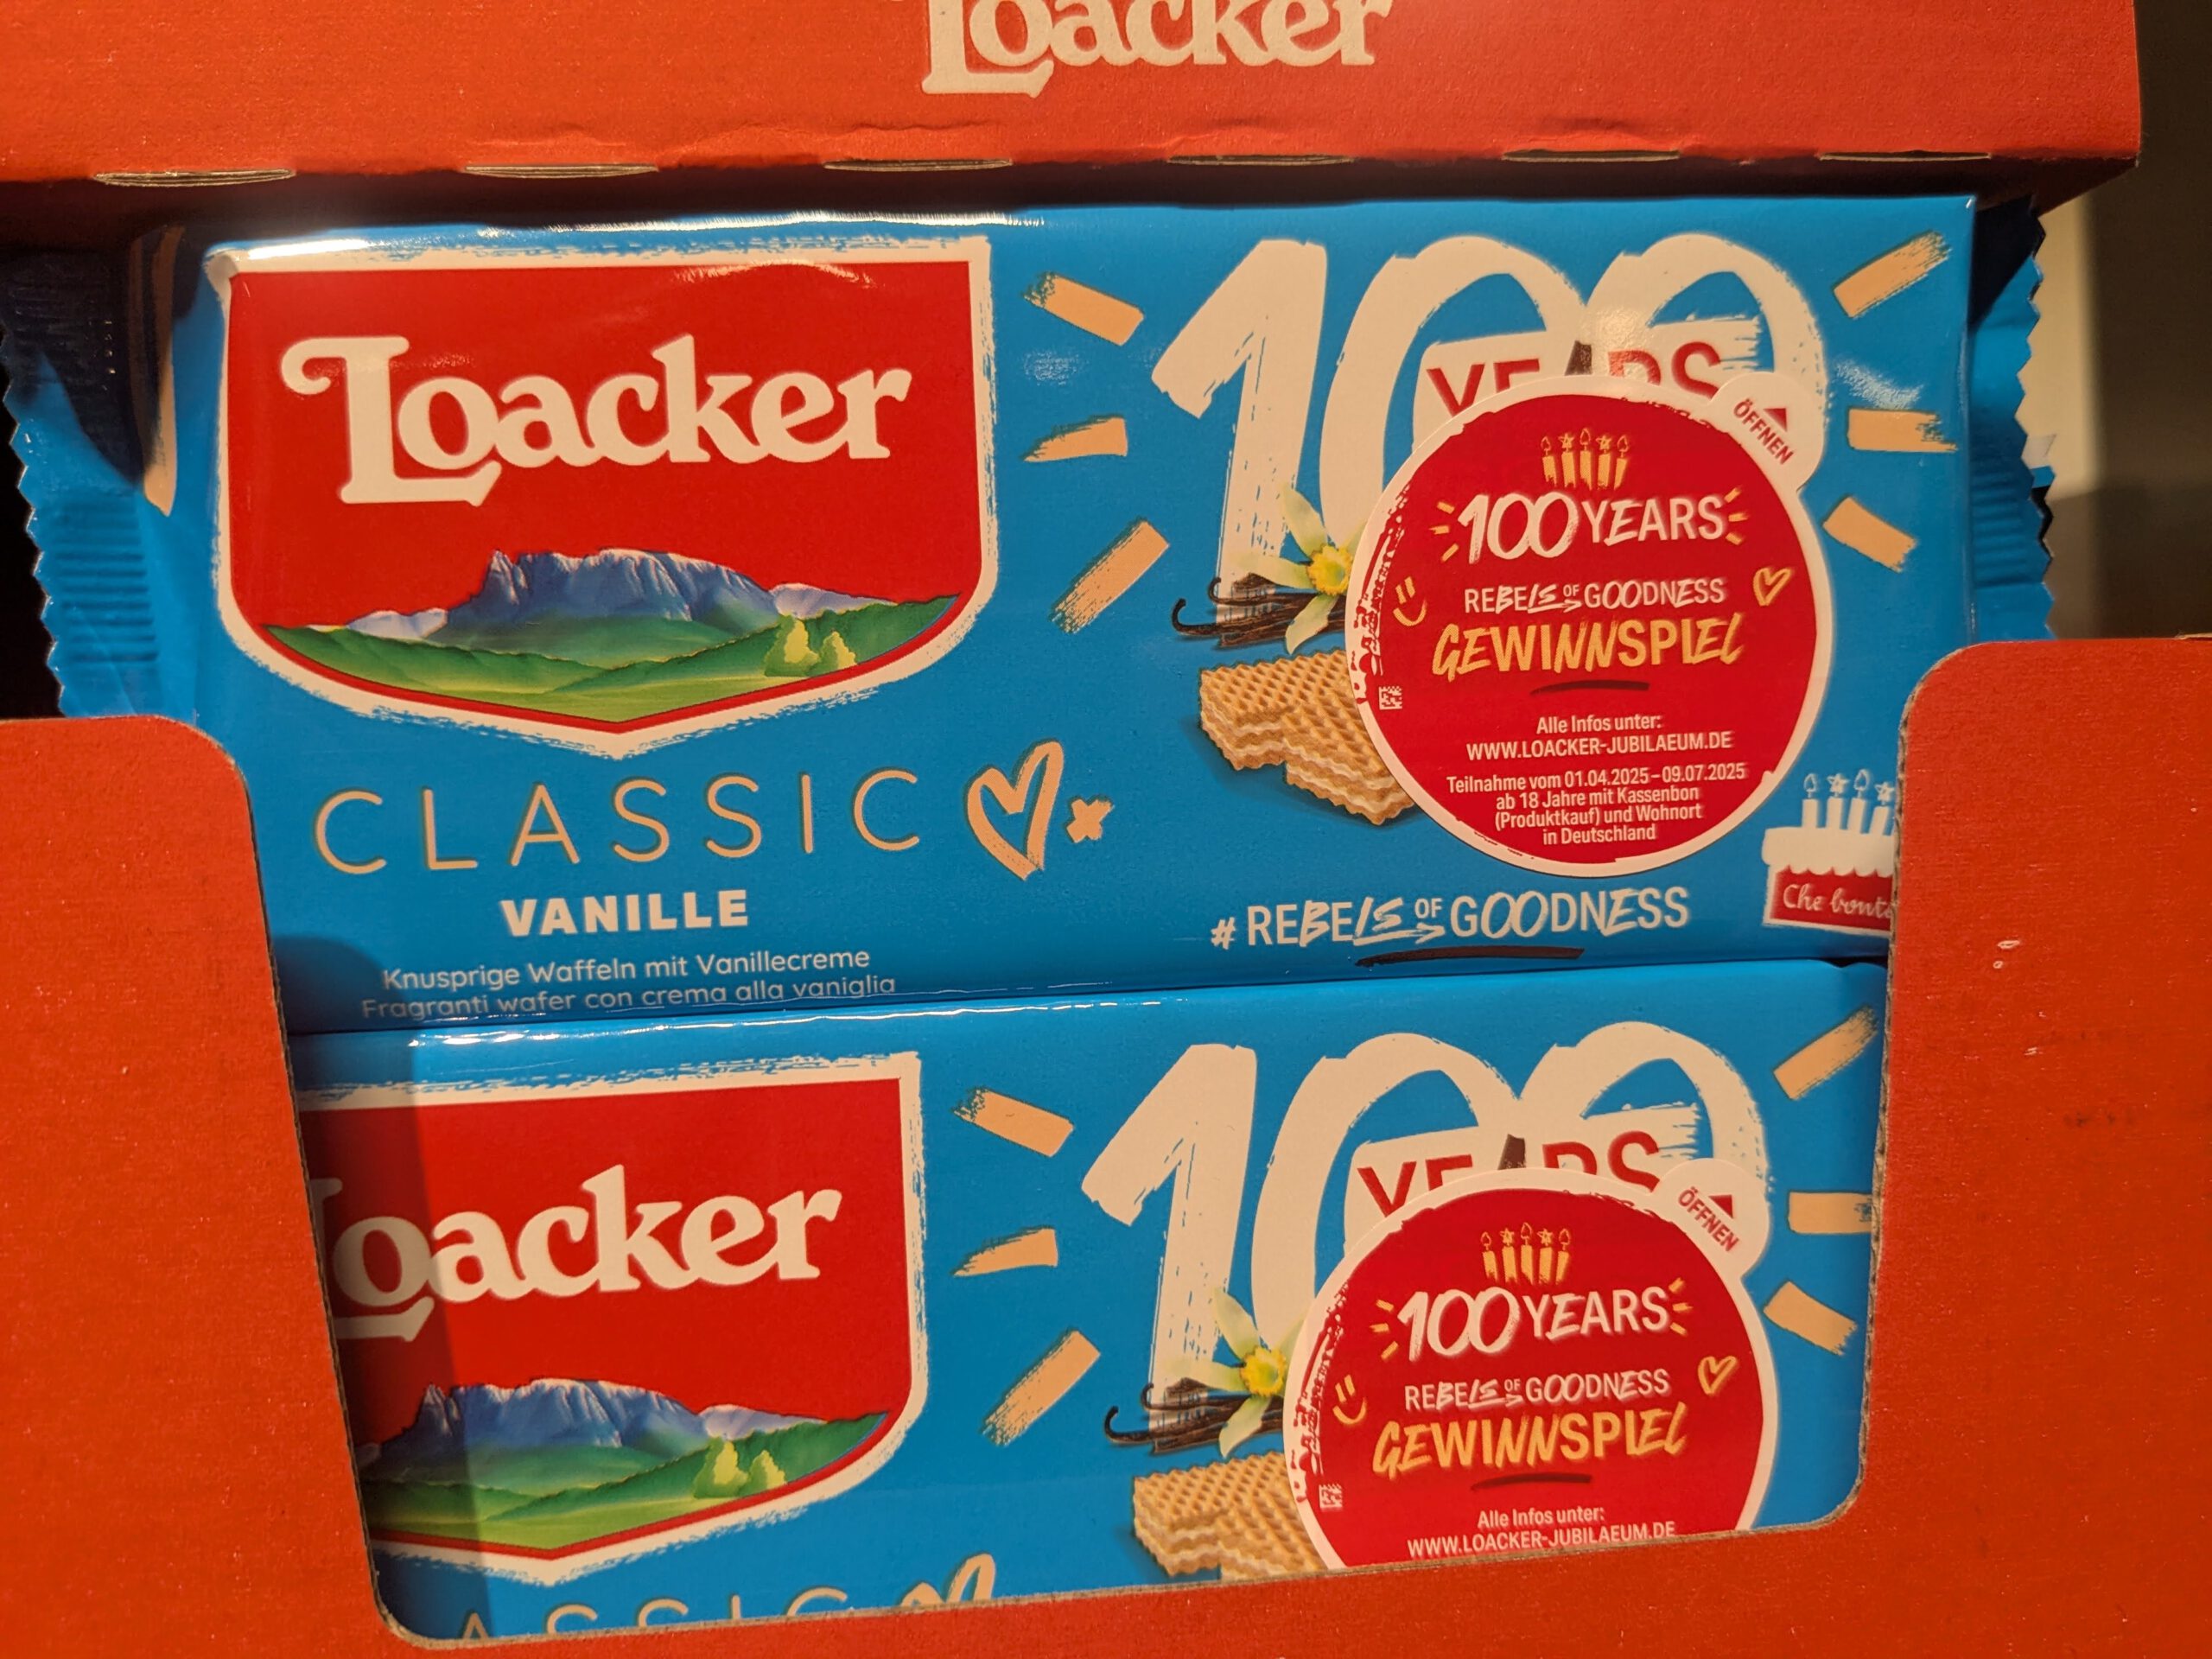 Loacker
Loacker
CLASSIC
VANILLE
Knusprige Waffeln mit Vanillecreme
Fragranti wafer con crema alla vaniglia
100
YEARS
ÖFFNEN
100 YEARS
REBELS OF GOODNESS
GEWINNSPIEL
Alle Infos unter:
WWW.LOACKER-JUBILAEUM.DE
Teilnahme vom 01.04.2025–09.07.2025
ab 18 Jahre mit Kassenbon
(Produktkauf) und Wohnort
in Deutschland
#REBELS OF GOODNESS
Che bont
Loacker
100
YEARS
ÖFFNEN
100 YEARS
REBELS OF GOODNESS
GEWINNSPIEL
Alle Infos unter:
WWW.LOACKER-JUBILAEUM.DE
ASSIC